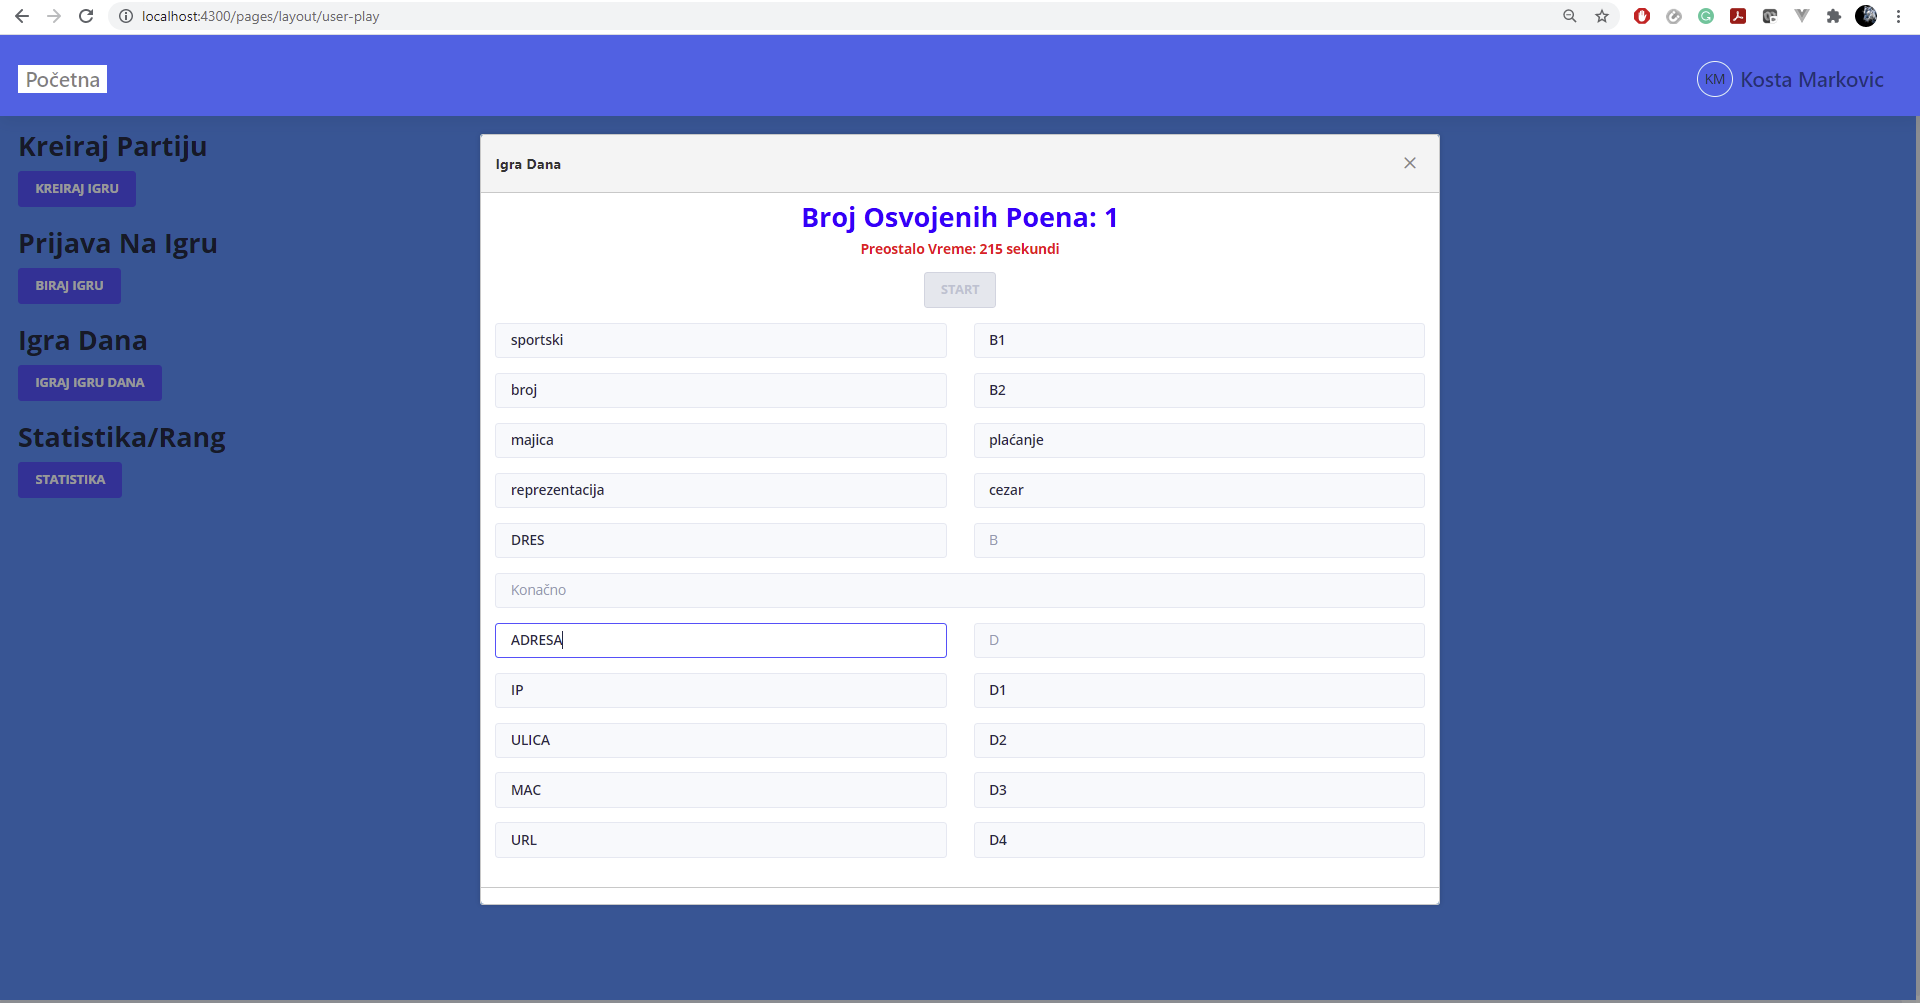 localhost:4300/pages/layout/user-play
Početna
KM Kosta Markovic
Kreiraj Partiju
KREIRAJ IGRU
Prijava Na Igru
BIRAJ IGRU
Igra Dana
IGRAJ IGRU DANA
Statistika/Rang
STATISTIKA
Igra Dana
Broj Osvojenih Poena: 1
Preostalo Vreme: 215 sekundi
START
sportski B1
broj B2
majica plaćanje
reprezentacija cezar
DRES B
Konačno
ADRESA D
IP D1
ULICA D2
MAC D3
URL D4